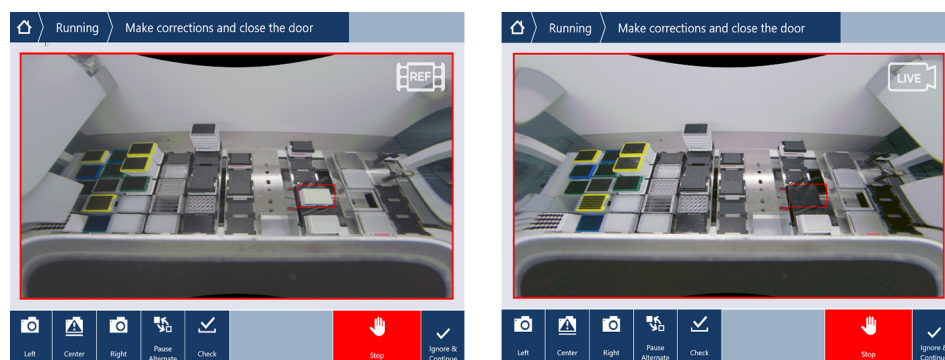 Running
Make corrections and close the door
REF
Left
Center
Right
Pause
Alternate
Check
Stop
Ignore &
Continue
Running
Make corrections and close the door
LIVE
Left
Center
Right
Pause
Alternate
Check
Stop
Ignore &
Continue